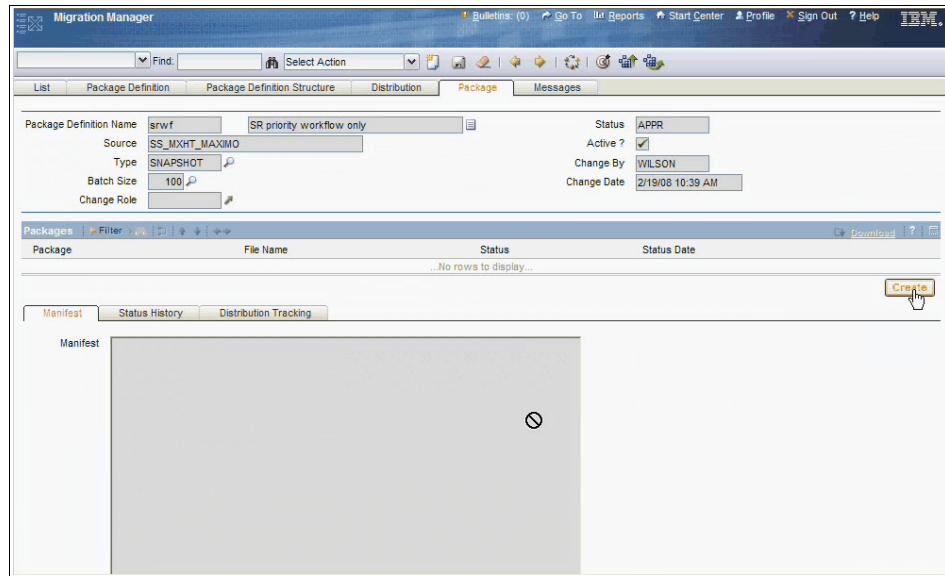 Migration Manager
Bulletins: (0) Go To Reports Start Center Profile Sign Out ? Help IBM.
Find: Select Action
List Package Definition Package Definition Structure Distribution Package Messages
Package Definition Name srwf SR priority workflow only Status APPR
Source SS_MXHT_MAXIMO Active ?
Type SNAPSHOT Change By WILSON
Batch Size 100 Change Date 2/19/08 10:39 AM
Change Role
Packages Filter Download ?
Package File Name Status Status Date
...No rows to display...
Create
Manifest Status History Distribution Tracking
Manifest